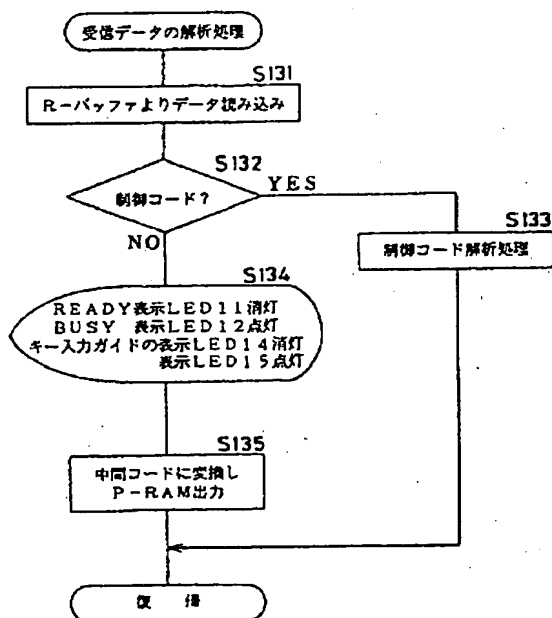 受信データの解析処理
S131
R−バッファよりデータ読み込み
S132
制御コード？
YES
NO
S133
制御コード解析処理
S134
READY表示LED11消灯
BUSY 表示LED12点灯
キー入力ガイドの表示LED14消灯
表示LED15点灯
S135
中間コードに変換し
P−RAM出力
復 帰